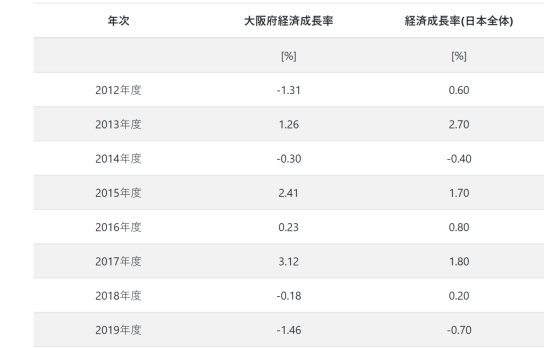 年次 大阪府経済成長率 経済成長率(日本全体)
[%] [%]
2012年度 -1.31 0.60
2013年度 1.26 2.70
2014年度 -0.30 -0.40
2015年度 2.41 1.70
2016年度 0.23 0.80
2017年度 3.12 1.80
2018年度 -0.18 0.20
2019年度 -1.46 -0.70